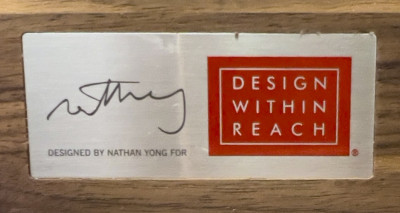 DESIGNED BY NATHAN YONG FOR
DESIGN
WITHIN
REACH
®